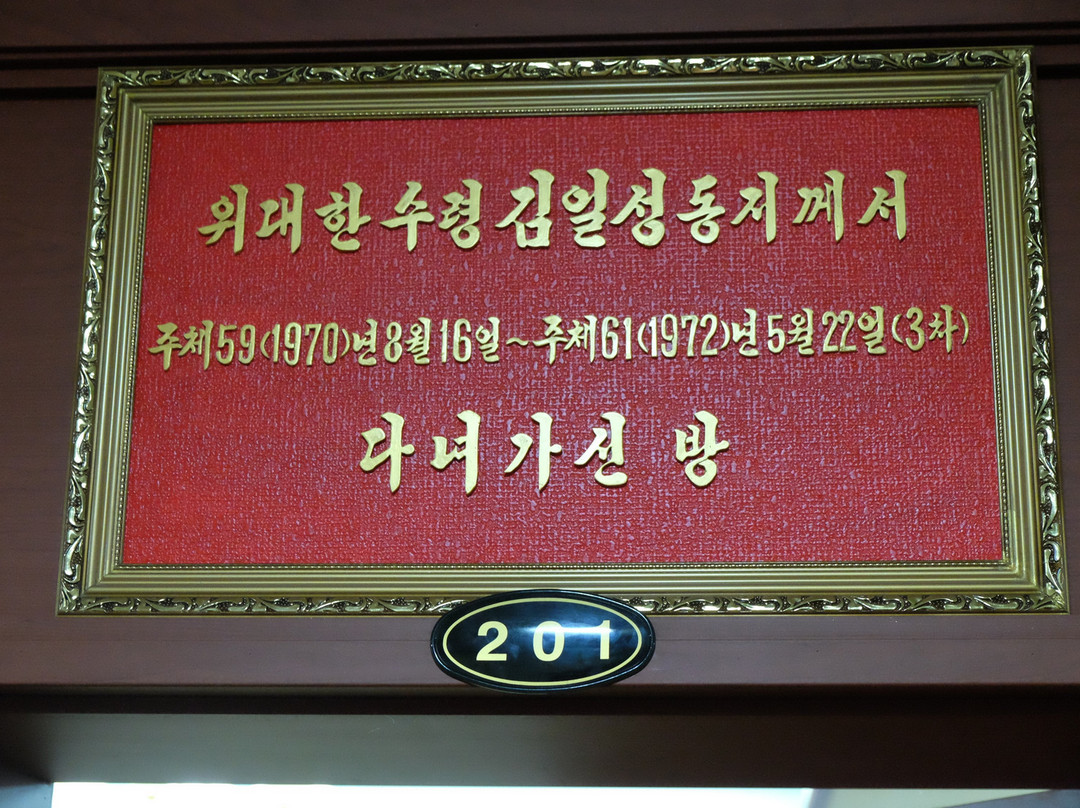 위대한 수령 김일성동지께서
주체59(1970)년 8월 16일 ~ 주체61(1972)년 5월 22일 (3차)
다녀가신 방
201